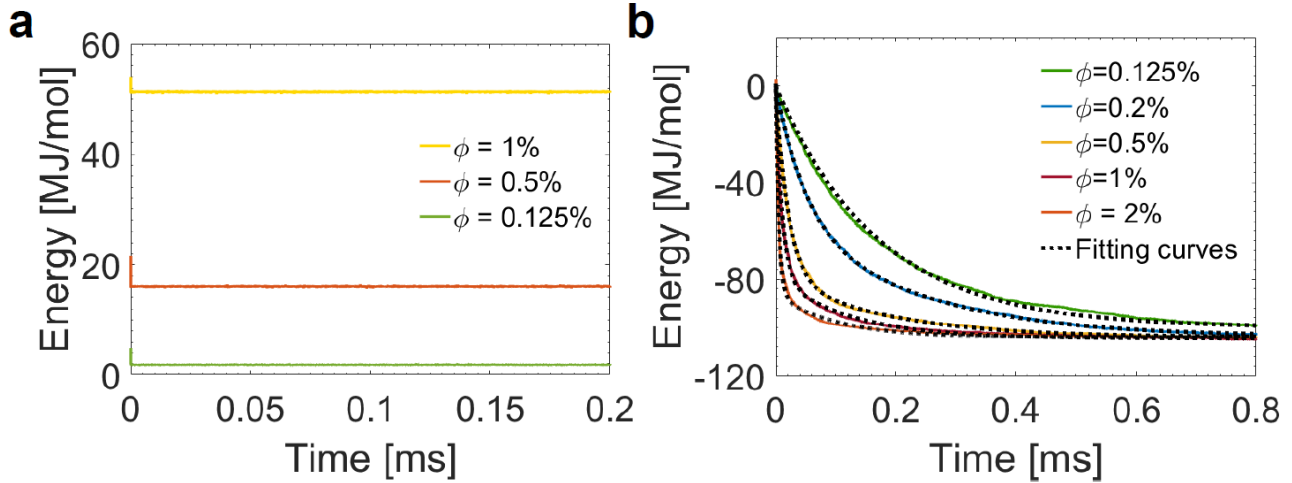 a
60
40
20
0
Energy [MJ/mol]
ϕ = 1%
ϕ = 0.5%
ϕ = 0.125%
0 0.05 0.1 0.15 0.2
Time [ms]
b
0
-40
-80
-120
Energy [MJ/mol]
ϕ=0.125%
ϕ=0.2%
ϕ=0.5%
ϕ=1%
ϕ = 2%
Fitting curves
0 0.2 0.4 0.6 0.8
Time [ms]